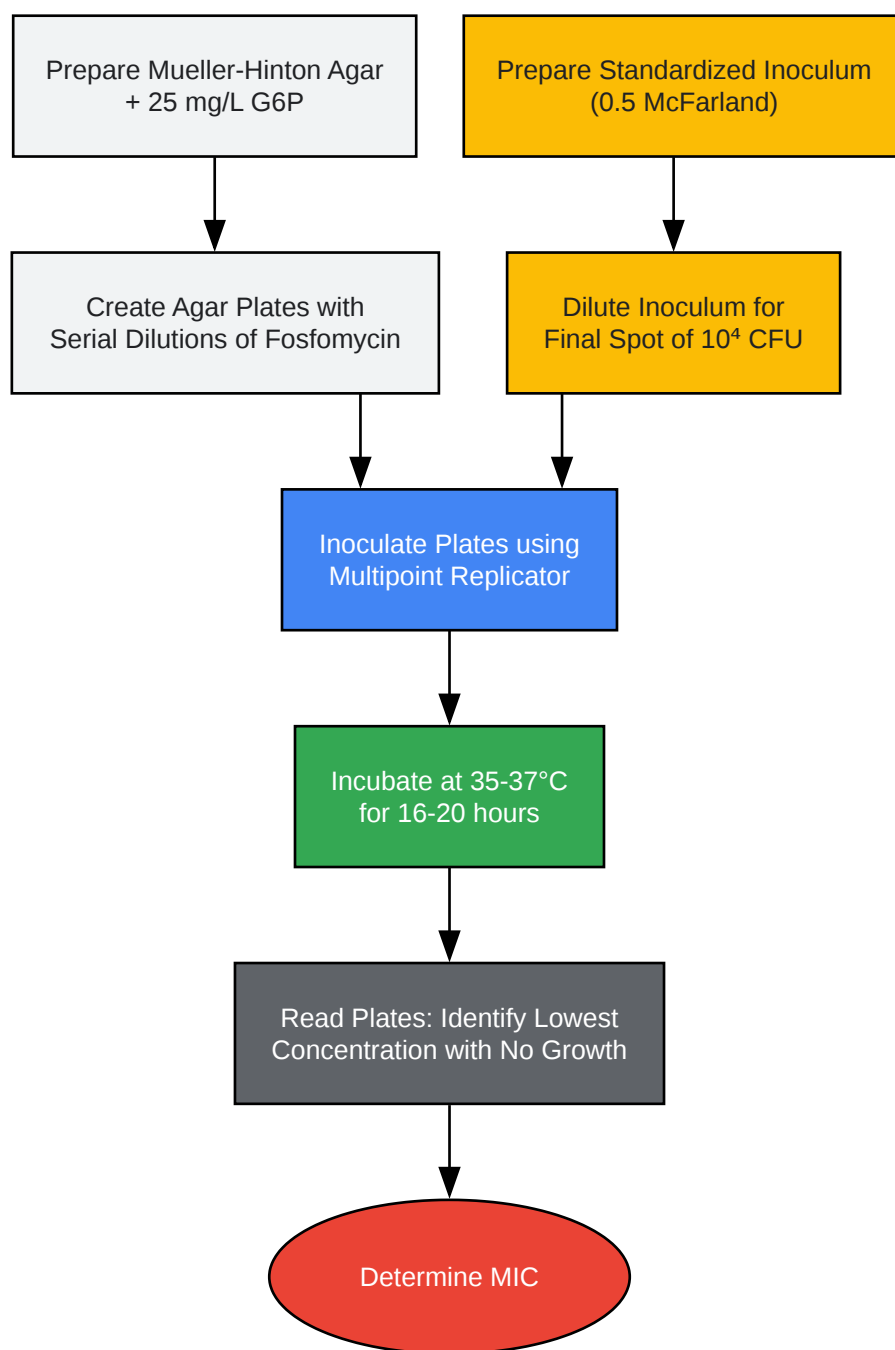 Prepare Mueller-Hinton Agar
+ 25 mg/L G6P
Prepare Standardized Inoculum
(0.5 McFarland)
Create Agar Plates with
Serial Dilutions of Fosfomycin
Dilute Inoculum for
Final Spot of 10⁴ CFU
Inoculate Plates using
Multipoint Replicator
Incubate at 35-37°C
for 16-20 hours
Read Plates: Identify Lowest
Concentration with No Growth
Determine MIC